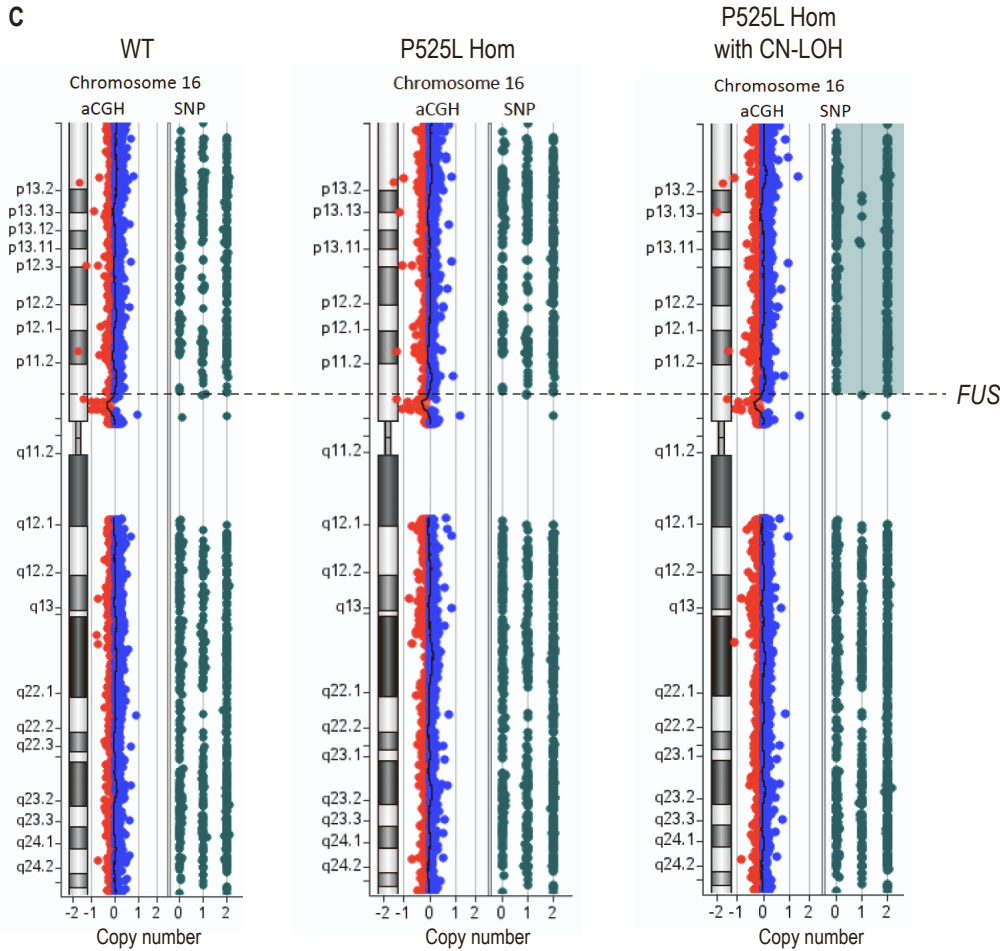 C
WT
Chromosome 16
aCGH
SNP
p13.2
p13.13
p13.12
p13.11
p12.3
p12.2
p12.1
p11.2
q11.2
q12.1
q12.2
q13
q22.1
q22.2
q22.3
q23.2
q23.3
q24.1
q24.2
-2 -1 0 1 2 0 1 2
Copy number
P525L Hom
Chromosome 16
aCGH
SNP
p13.2
p13.13
p13.11
p12.2
p12.1
p11.2
q11.2
q12.1
q12.2
q13
q22.1
q22.2
q23.1
q23.2
q23.3
q24.1
q24.2
-2 -1 0 1 2 0 1 2
Copy number
P525L Hom
with CN-LOH
Chromosome 16
aCGH
SNP
p13.2
p13.13
p13.11
p12.2
p12.1
p11.2
FUS
q11.2
q12.1
q12.2
q13
q22.1
q22.2
q23.1
q23.2
q23.3
q24.1
q24.2
-2 -1 0 1 2 0 1 2
Copy number